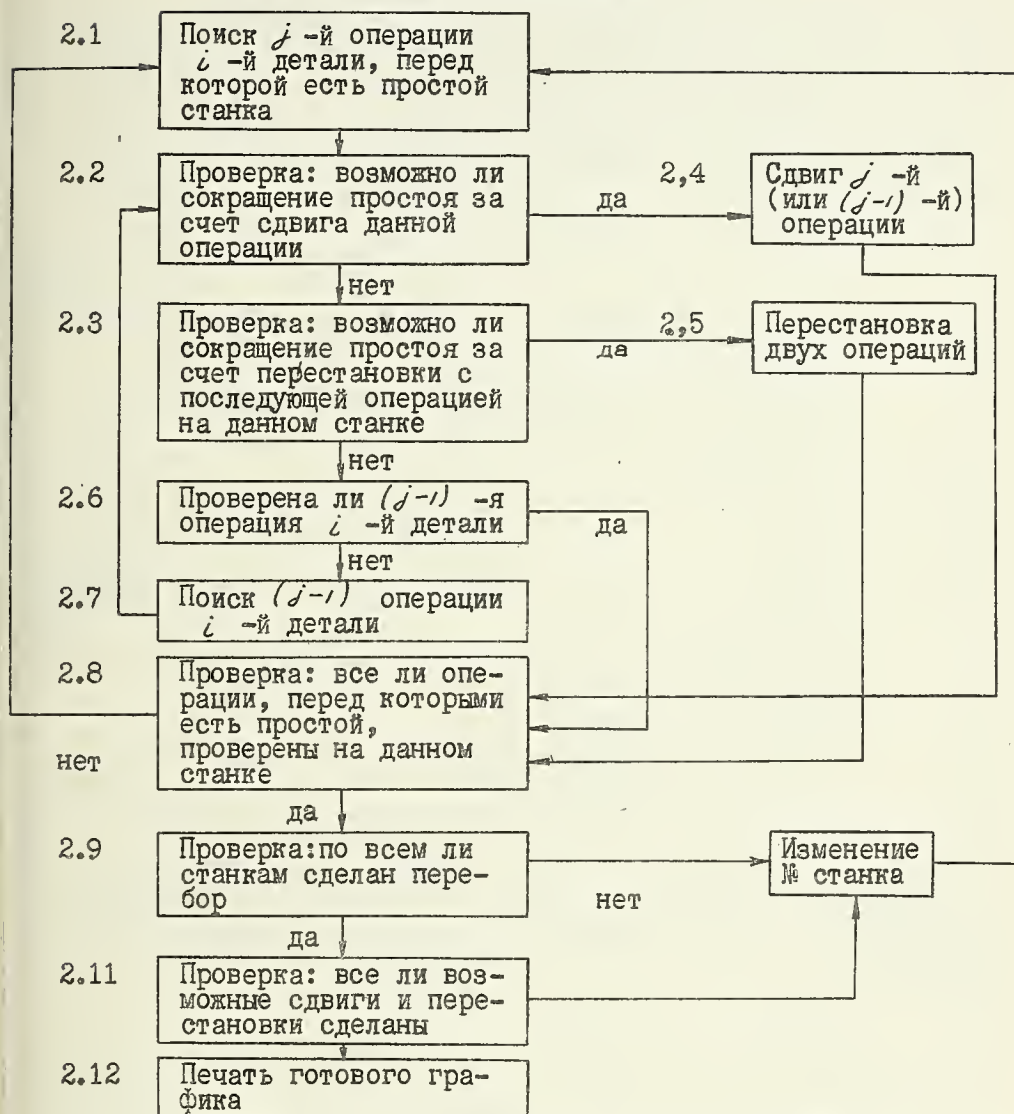 2.1
Поиск j -й операции
i -й детали, перед
которой есть простой
станка
2.2
Проверка: возможно ли
сокращение простоя за
счет сдвига данной
операции
да
2,4
Сдвиг j -й
(или (j-1) -й)
операции
нет
2.3
Проверка: возможно ли
сокращение простоя за
счет перестановки с
последующей операцией
на данном станке
да
2,5
Перестановка
двух операций
нет
2.6
Проверена ли (j-1) -я
операция i -й детали
да
нет
2.7
Поиск (j-1) операции
i -й детали
2.8
Проверка: все ли опе-
рации, перед которыми
есть простой,
проверены на данном
станке
нет
да
2.9
Проверка:по всем ли
станкам сделан пере-
бор
нет
Изменение
№ станка
да
2.11
Проверка: все ли воз-
можные сдвиги и пере-
становки сделаны
2.12
Печать готового гра-
фика